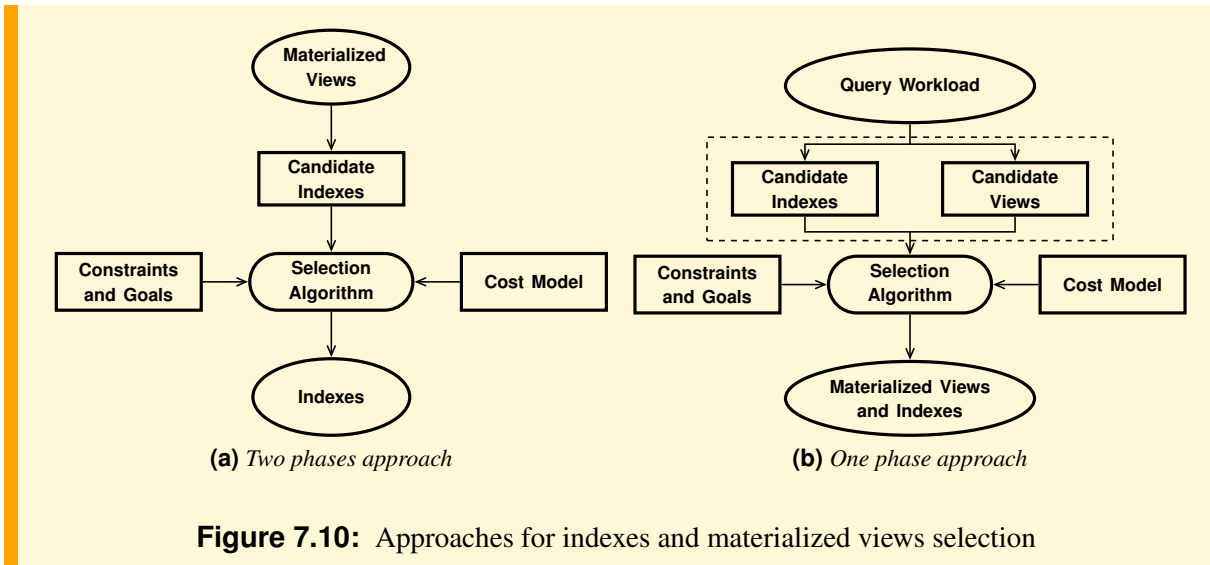 Materialized
Views
Candidate
Indexes
Constraints
and Goals
Selection
Algorithm
Cost Model
Indexes
(a) Two phases approach
Query Workload
Candidate
Indexes
Candidate
Views
Constraints
and Goals
Selection
Algorithm
Cost Model
Materialized Views
and Indexes
(b) One phase approach
Figure 7.10: Approaches for indexes and materialized views selection